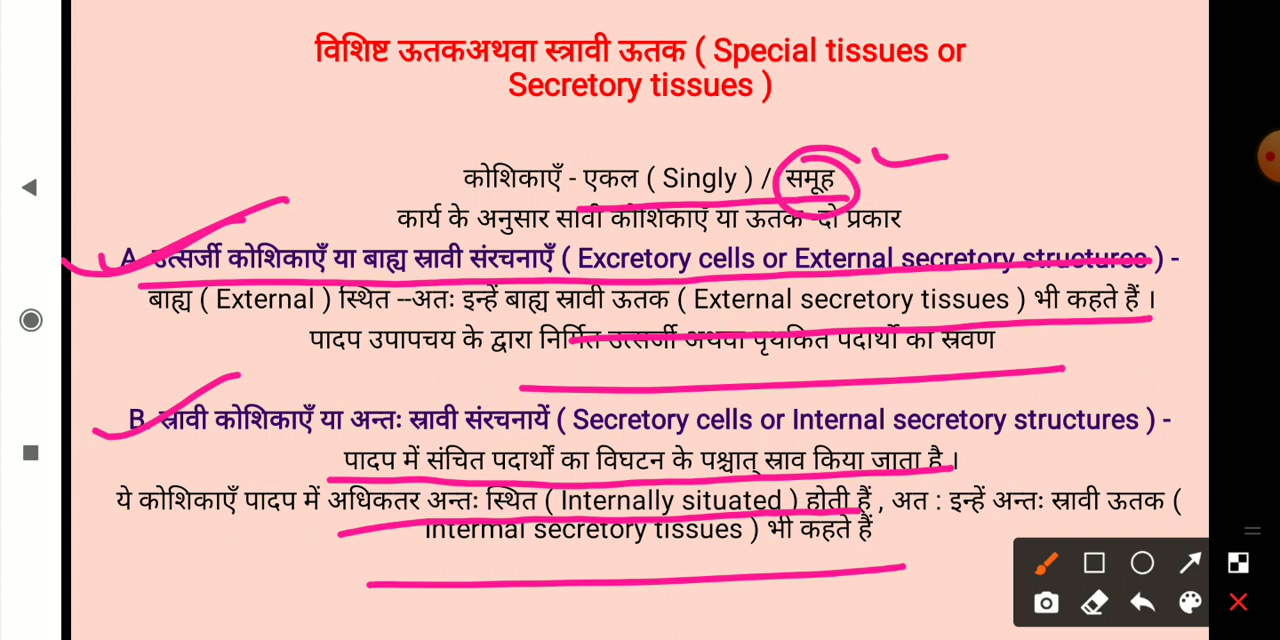 विशिष्ट ऊतकअथवा स्त्रावी ऊतक ( Special tissues or
Secretory tissues )
कोशिकाएँ - एकल ( Singly ) / समूह
कार्य के अनुसार स्रावी कोशिकाएँ या ऊतक -दो प्रकार
A. उत्सर्जी कोशिकाएँ या बाह्य स्रावी संरचनाएँ ( Excretory cells or External secretory structures ) -
बाह्य ( External ) स्थित –अतः इन्हें बाह्य स्रावी ऊतक ( External secretory tissues ) भी कहते हैं ।
पादप उपापचय के द्वारा निर्मित उत्सर्जी अथवा पृथकित पदार्थो का स्रवण
B. स्रावी कोशिकाएँ या अन्तः स्रावी संरचनायें ( Secretory cells or Internal secretory structures ) -
पादप में संचित पदार्थों का विघटन के पश्चात् स्राव किया जाता है ।
ये कोशिकाएँ पादप में अधिकतर अन्तः स्थित ( Internally situated ) होती हैं , अत : इन्हें अन्तः स्रावी ऊतक (
Intermal secretory tissues ) भी कहते हैं